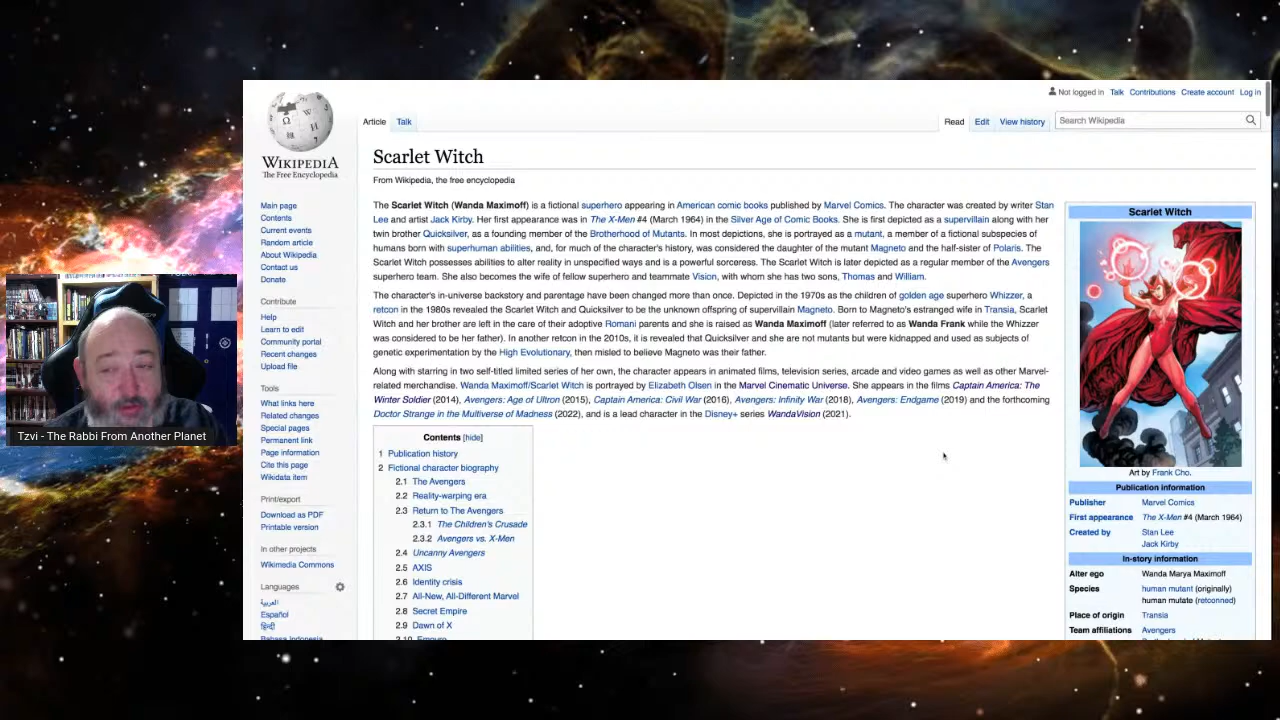 Not logged in Talk Contributions Create account Log in
Article Talk Read Edit View history Search Wikipedia
WIKIPEDIA
The Free Encyclopedia
Main page
Contents
Current events
Random article
About Wikipedia
Contact us
Donate
Contribute
Help
Learn to edit
Community portal
Recent changes
Upload file
Tools
What links here
Related changes
Special pages
Permanent link
Page information
Cite this page
Wikidata item
Print/export
Download as PDF
Printable version
In other projects
Wikimedia Commons
Languages
العربية
Español
हिन्दी
Bahasa Indonesia
Scarlet Witch
From Wikipedia, the free encyclopedia
The Scarlet Witch (Wanda Maximoff) is a fictional superhero appearing in American comic books published by Marvel Comics. The character was created by writer Stan
Lee and artist Jack Kirby. Her first appearance was in The X-Men #4 (March 1964) in the Silver Age of Comic Books. She is first depicted as a supervillain along with her
twin brother Quicksilver, as a founding member of the Brotherhood of Mutants. In most depictions, she is portrayed as a mutant, a member of a fictional subspecies of
humans born with superhuman abilities, and, for much of the character's history, was considered the daughter of the mutant Magneto and the half-sister of Polaris. The
Scarlet Witch possesses abilities to alter reality in unspecified ways and is a powerful sorceress. The Scarlet Witch is later depicted as a regular member of the Avengers
superhero team. She also becomes the wife of fellow superhero and teammate Vision, with whom she has two sons, Thomas and William.
The character's in-universe backstory and parentage have been changed more than once. Depicted in the 1970s as the children of golden age superhero Whizzer, a
retcon in the 1980s revealed the Scarlet Witch and Quicksilver to be the unknown offspring of supervillain Magneto. Born to Magneto's estranged wife in Transia, Scarlet
Witch and her brother are left in the care of their adoptive Romani parents and she is raised as Wanda Maximoff (later referred to as Wanda Frank while the Whizzer
was considered to be her father). In another retcon in the 2010s, it is revealed that Quicksilver and she are not mutants but were kidnapped and used as subjects of
genetic experimentation by the High Evolutionary, then misled to believe Magneto was their father.
Along with starring in two self-titled limited series of her own, the character appears in animated films, television series, arcade and video games as well as other Marvel-
related merchandise. Wanda Maximoff/Scarlet Witch is portrayed by Elizabeth Olsen in the Marvel Cinematic Universe. She appears in the films Captain America: The
Winter Soldier (2014), Avengers: Age of Ultron (2015), Captain America: Civil War (2016), Avengers: Infinity War (2018), Avengers: Endgame (2019) and the forthcoming
Doctor Strange in the Multiverse of Madness (2022), and is a lead character in the Disney+ series WandaVision (2021).
Contents [hide]
1 Publication history
2 Fictional character biography
2.1 The Avengers
2.2 Reality-warping era
2.3 Return to The Avengers
2.3.1 The Children's Crusade
2.3.2 Avengers vs. X-Men
2.4 Uncanny Avengers
2.5 AXIS
2.6 Identity crisis
2.7 All-New, All-Different Marvel
2.8 Secret Empire
2.9 Dawn of X
2.10 Empyre
Scarlet Witch
Art by Frank Cho.
Publication information
Publisher Marvel Comics
First appearance The X-Men #4 (March 1964)
Created by Stan Lee
Jack Kirby
In-story information
Alter ego Wanda Marya Maximoff
Species human mutant (originally)
human mutate (retconned)
Place of origin Transia
Team affiliations Avengers
Tzvi - The Rabbi From Another Planet